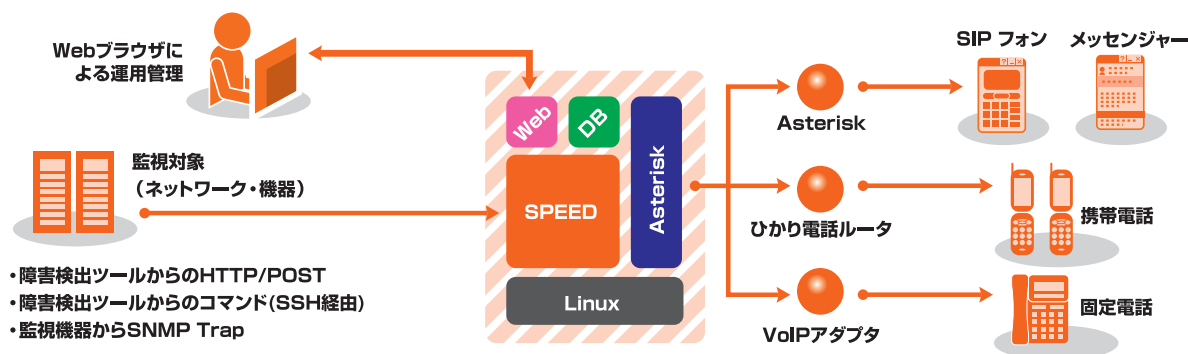 Webブラウザに
よる運用管理
監視対象
（ネットワーク・機器）
・障害検出ツールからのHTTP/POST
・障害検出ツールからのコマンド(SSH経由)
・監視機器からSNMP Trap
Web
DB
Asterisk
SPEED
Linux
Asterisk
ひかり電話ルータ
VoIPアダプタ
SIP フォン
メッセンジャー
携帯電話
固定電話